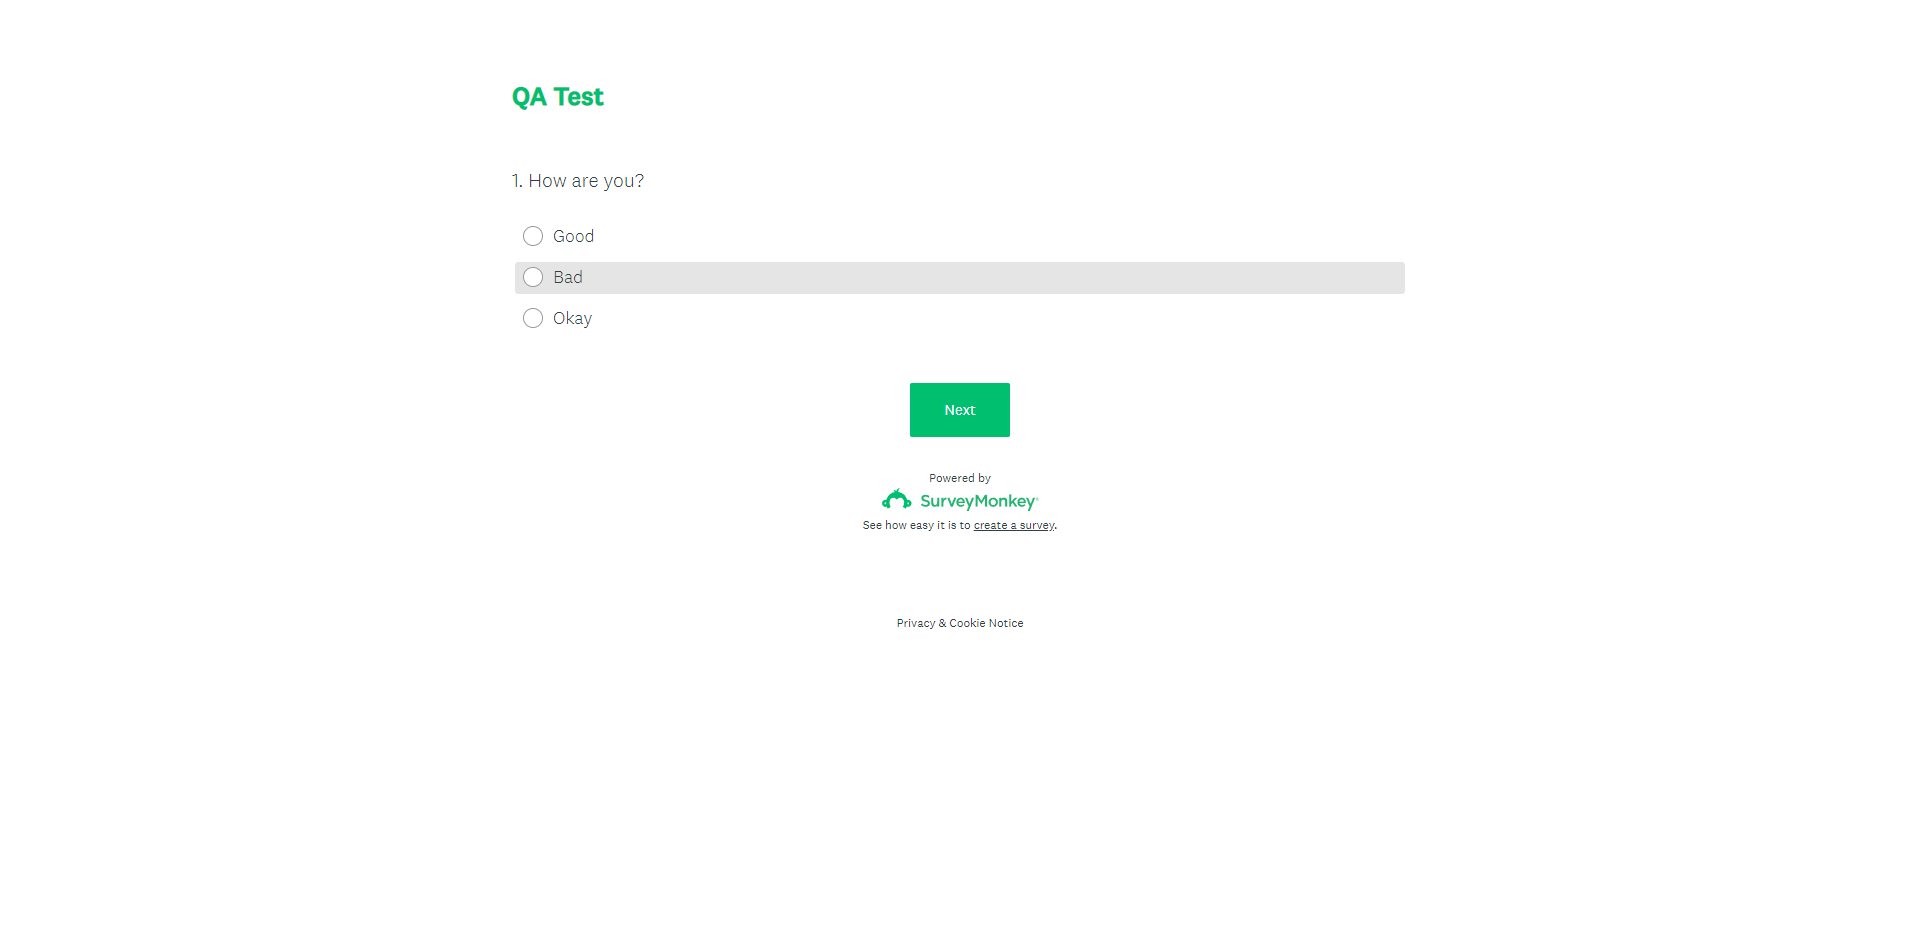 QA Test
1. How are you?
Good
Bad
Okay
Next
Powered by
SurveyMonkey®
See how easy it is to create a survey.
Privacy & Cookie Notice